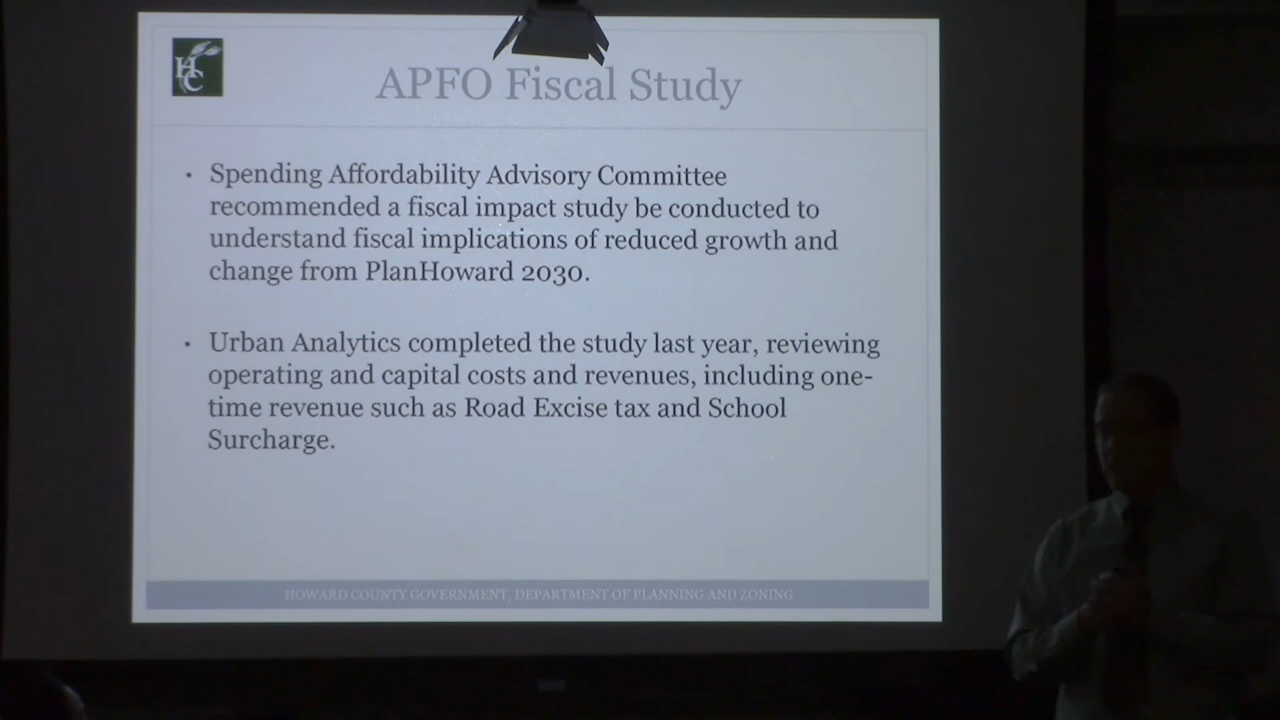 HC
APFO Fiscal Study
• Spending Affordability Advisory Committee
recommended a fiscal impact study be conducted to
understand fiscal implications of reduced growth and
change from PlanHoward 2030.
• Urban Analytics completed the study last year, reviewing
operating and capital costs and revenues, including one-
time revenue such as Road Excise tax and School
Surcharge.
HOWARD COUNTY GOVERNMENT, DEPARTMENT OF PLANNING AND ZONING